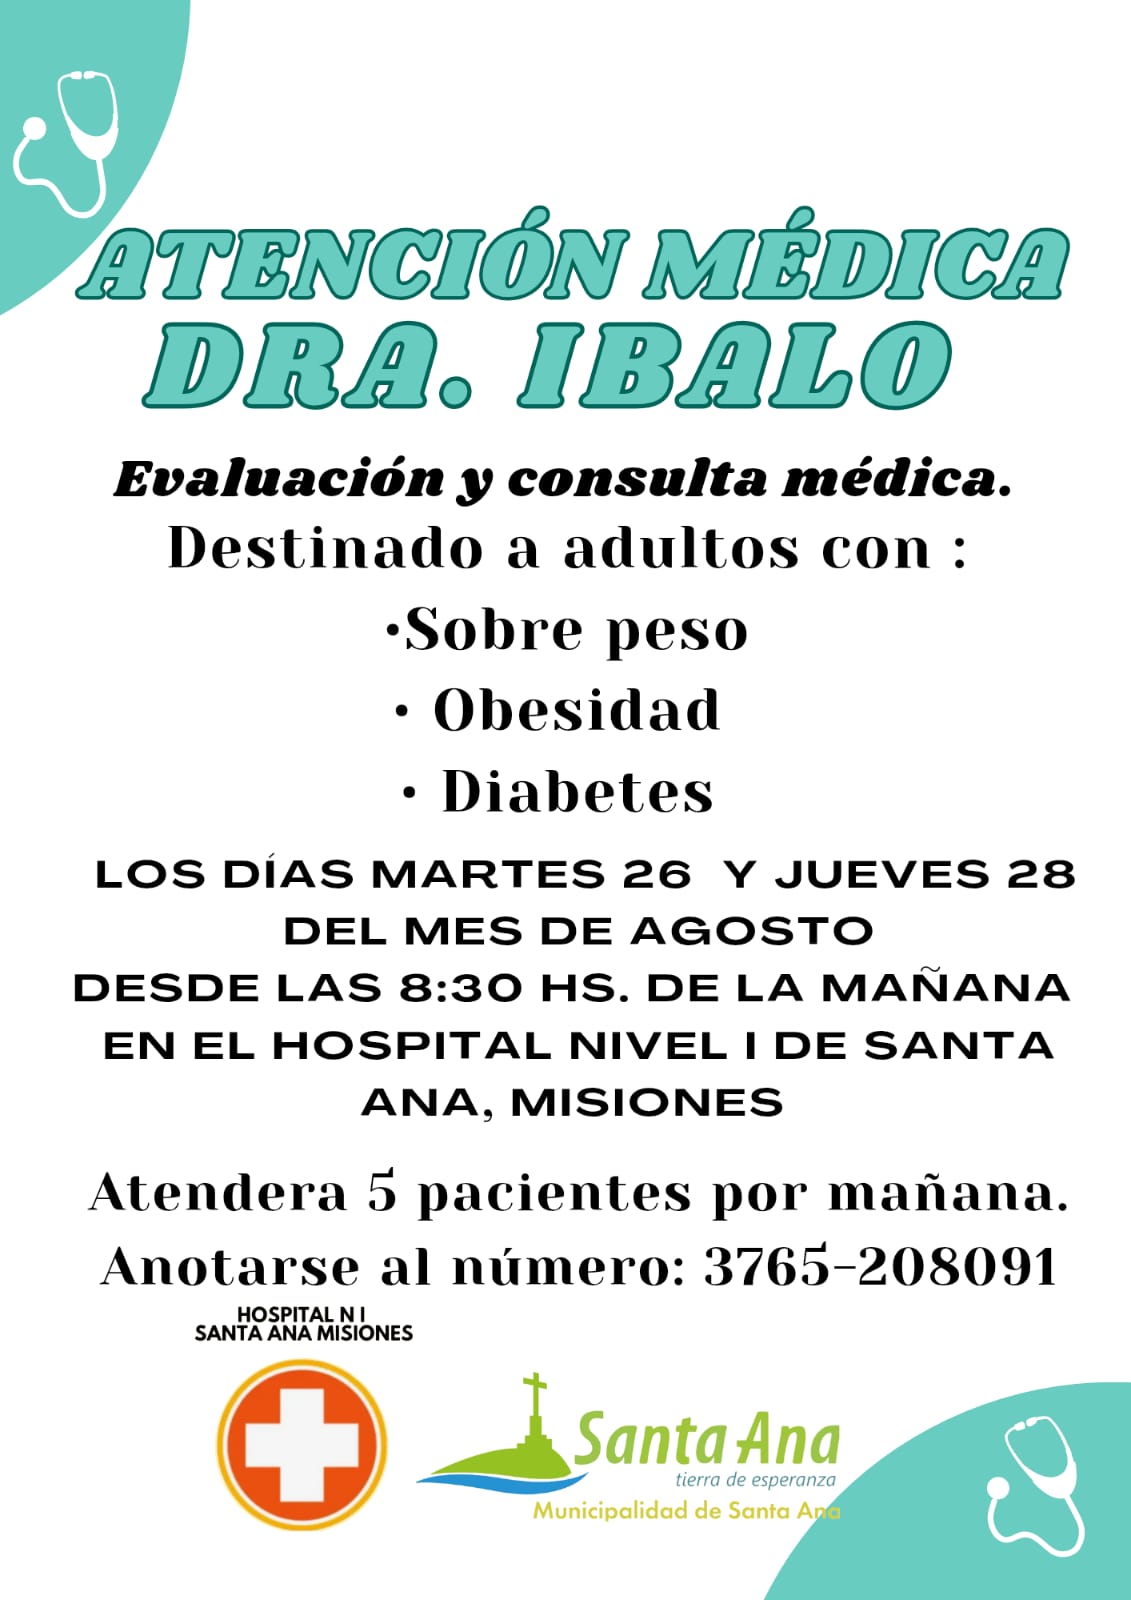 ATENCIÓN MÉDICA
DRA. IBALO
Evaluación y consulta médica.
Destinado a adultos con :
•Sobre peso
• Obesidad
• Diabetes
LOS DÍAS MARTES 26 Y JUEVES 28
DEL MES DE AGOSTO
DESDE LAS 8:30 HS. DE LA MAÑANA
EN EL HOSPITAL NIVEL I DE SANTA
ANA, MISIONES
Atendera 5 pacientes por mañana.
Anotarse al número: 3765-208091
HOSPITAL N I
SANTA ANA MISIONES
Santa Ana
tierra de esperanza
Municipalidad de Santa Ana